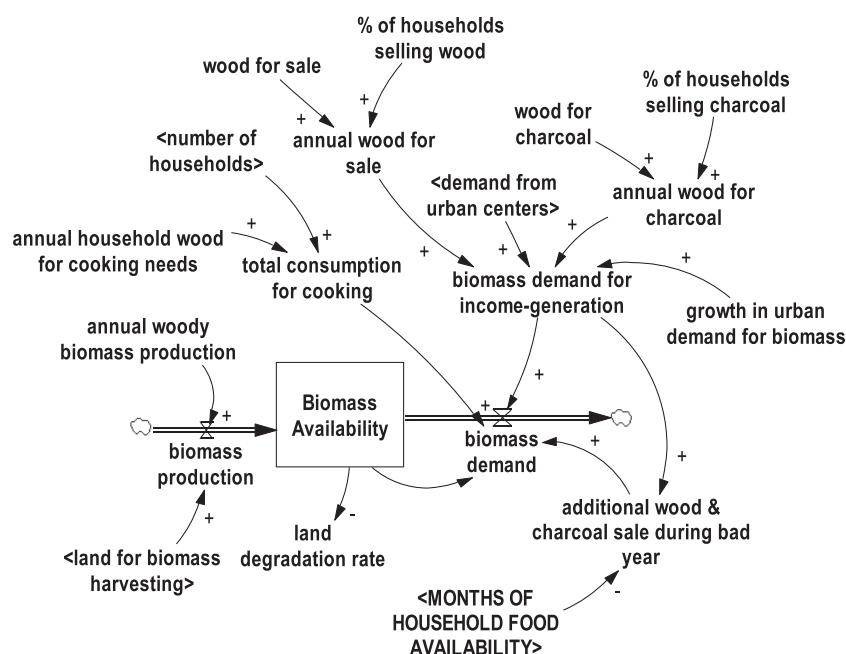 % of households
selling wood
wood for sale
+
+
annual wood for
sale
<number of
households>
% of households
selling charcoal
wood for
charcoal
+
+
annual wood for
charcoal
<demand from
urban centers>
+
+
+
+
annual household wood
for cooking needs
+
+
total consumption
for cooking
biomass demand for
income-generation
growth in urban
demand for biomass
annual woody
biomass production
+
Biomass
Availability
+
+
biomass
production
biomass
demand
+
+
+
-
land
degradation rate
additional wood &
charcoal sale during bad
year
<land for biomass
harvesting>
<MONTHS OF
HOUSEHOLD FOOD
AVAILABILITY>
-